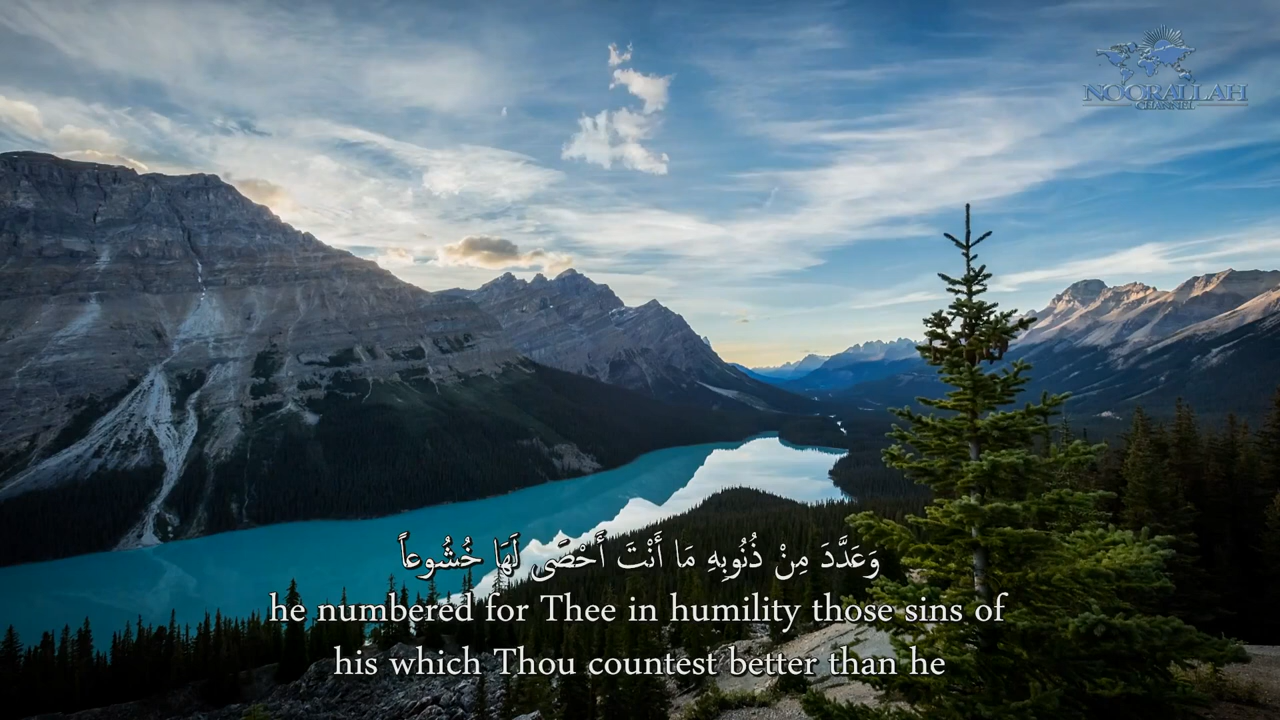 NOORALLAH
CHANNEL
وَعَدَّدَ مِنْ ذُنُوبِهِ مَا أَنْتَ أَحْصَى لَهَا خُشُوعاً
he numbered for Thee in humility those sins of
his which Thou countest better than he